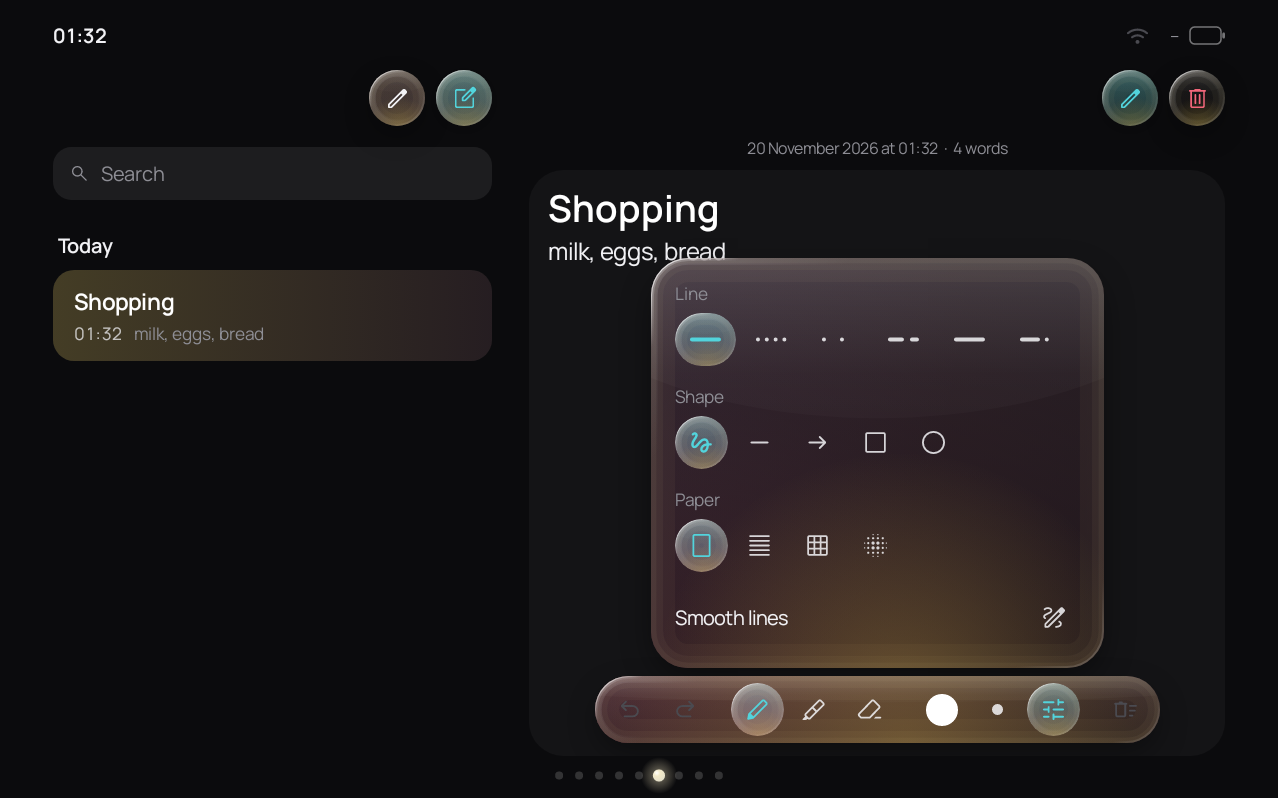 01:32
–
Search
Today
Shopping
01:32 milk, eggs, bread
20 November 2026 at 01:32 · 4 words
Shopping
milk, eggs, bread
Line
Shape
Paper
Smooth lines